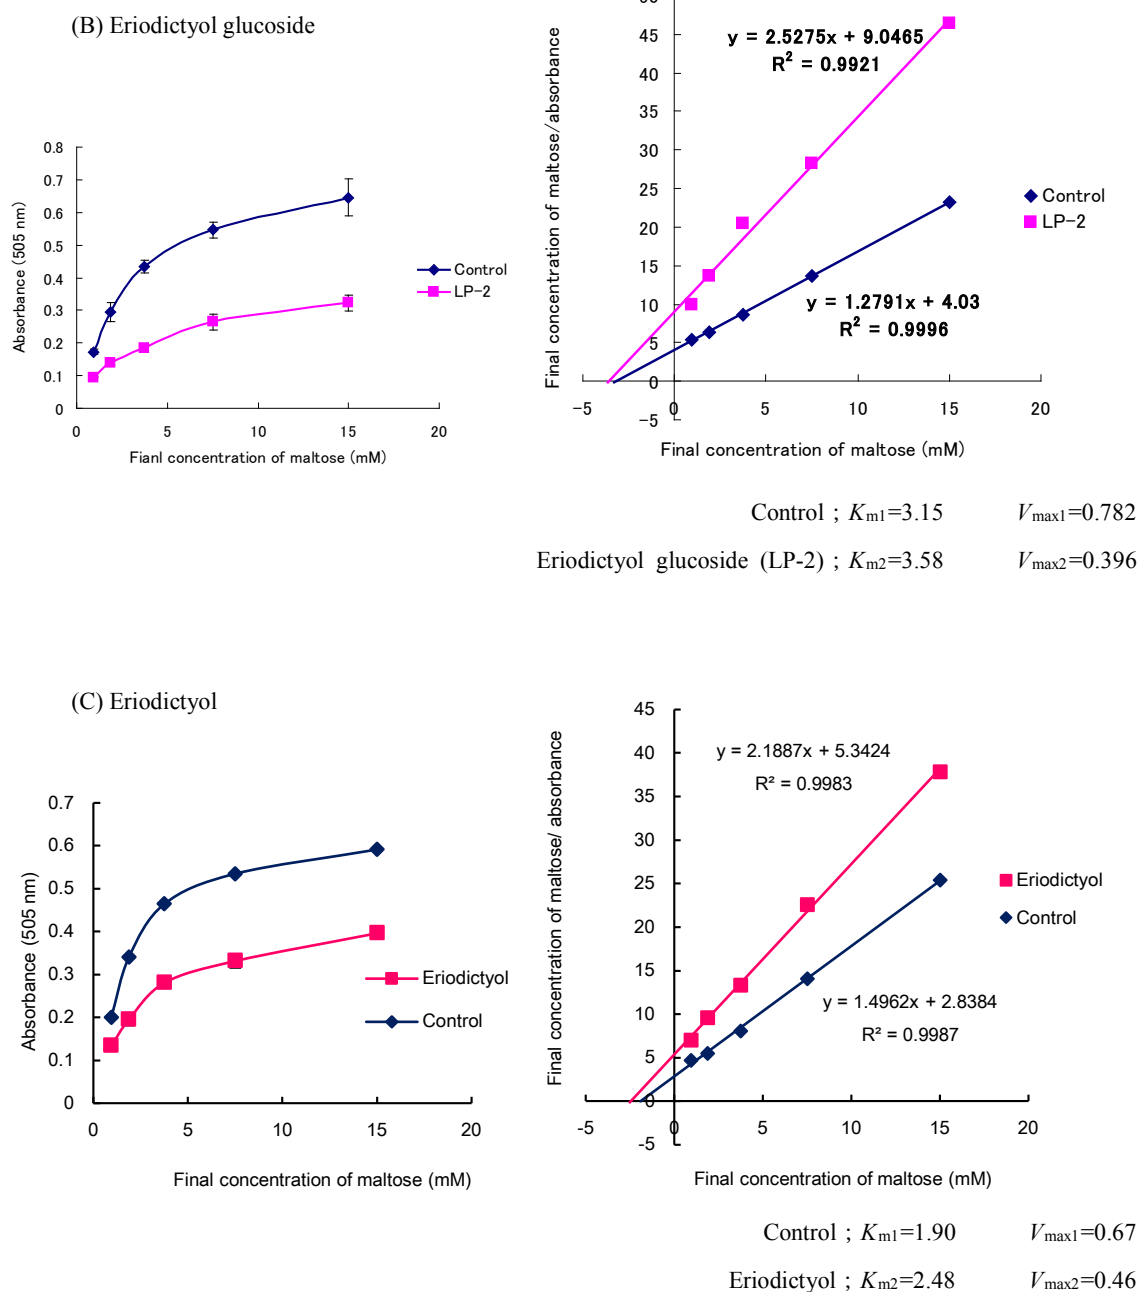 (B) Eriodictyol glucoside
Absorbance (505 nm)
0.8
0.7
0.6
0.5
0.4
0.3
0.2
0.1
0
0 5 10 15 20
Fianl concentration of maltose (mM)
Control
LP-2
Final concentration of maltose/absorbance
45
40
35
30
25
20
15
10
5
0
-5
-5 0 5 10 15 20
Final concentration of maltose (mM)
y = 2.5275x + 9.0465
R² = 0.9921
y = 1.2791x + 4.03
R² = 0.9996
Control
LP-2
Control ; Km1=3.15 Vmax1=0.782
Eriodictyol glucoside (LP-2) ; Km2=3.58 Vmax2=0.396
(C) Eriodictyol
Absorbance (505 nm)
0.7
0.6
0.5
0.4
0.3
0.2
0.1
0
0 5 10 15 20
Final concentration of maltose (mM)
Eriodictyol
Control
Final concentration of maltose/ absorbance
45
40
35
30
25
20
15
10
5
0
-5
-5 0 5 10 15 20
Final concentration of maltose (mM)
y = 2.1887x + 5.3424
R² = 0.9983
y = 1.4962x + 2.8384
R² = 0.9987
Eriodictyol
Control
Control ; Km1=1.90 Vmax1=0.67
Eriodictyol ; Km2=2.48 Vmax2=0.46